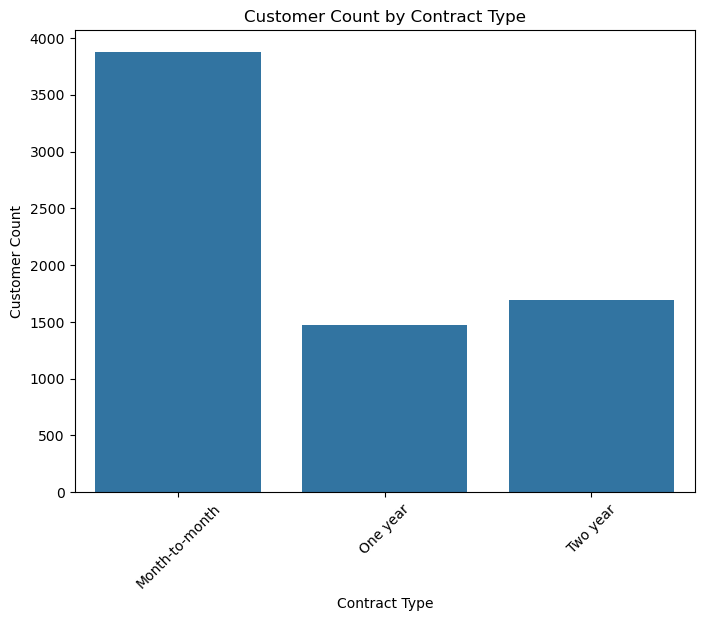 Customer Count by Contract Type
4000
3500
3000
2500
2000
1500
1000
500
0
Customer Count
Month-to-month
One year
Two year
Contract Type